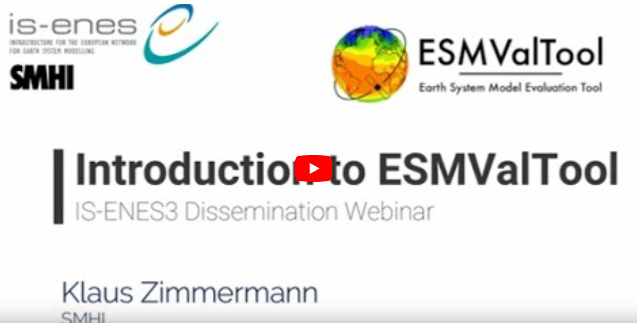 is-enes
INFRASTRUCTURE FOR THE EUROPEAN NETWORK
FOR EARTH SYSTEM MODELLING
SMHI
ESMValTool
Earth System Model Evaluation Tool
Introduction to ESMValTool
IS-ENES3 Dissemination Webinar
Klaus Zimmermann
SMHI